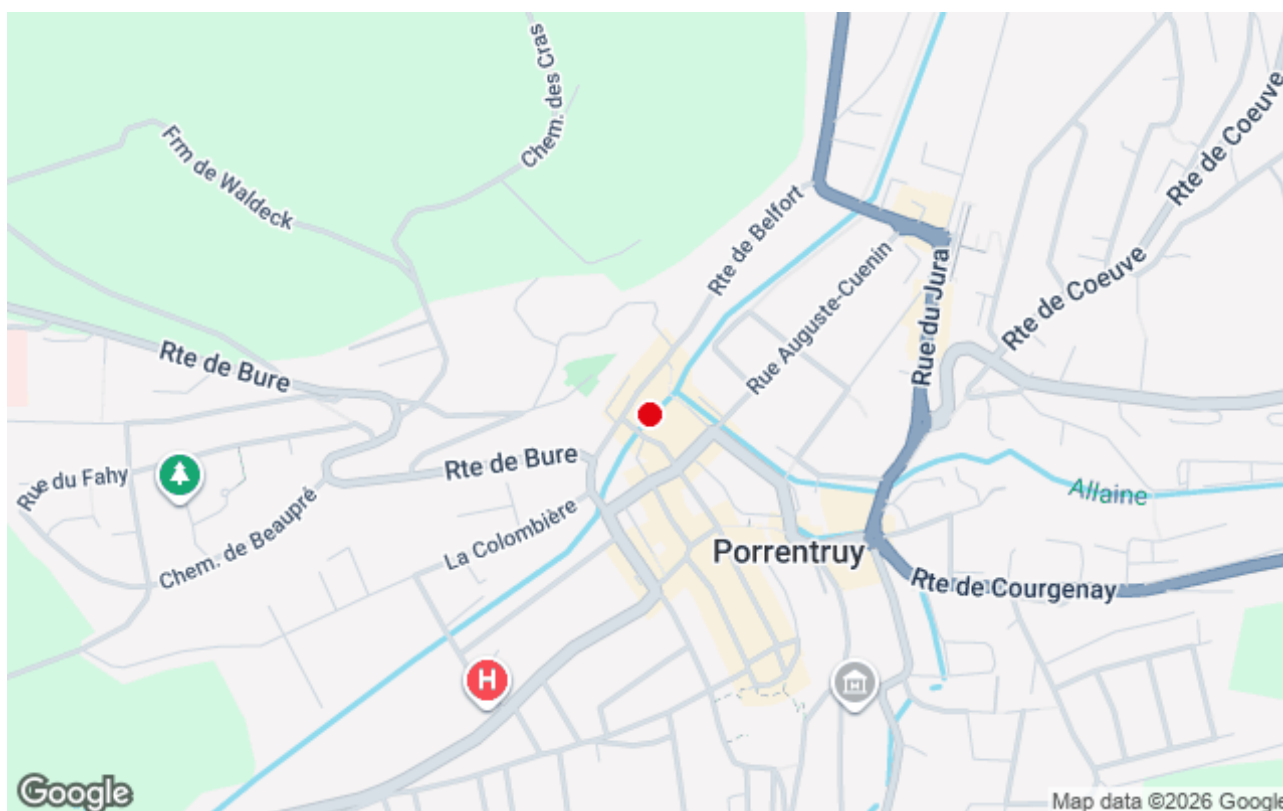 Chem. des Cras
Frm de Waldeck
Rte de Belfort
Rte de Coeuve
Rte de Coeuve
Rue Auguste-Cuenin
Rue du Jura
Rte de Bure
Rte de Bure
Rue du Fahy
Chem. de Beaupré
La Colombière
Allaine
Porrentruy
Rte de Courgenay
H
Google
Map data ©2026 Google